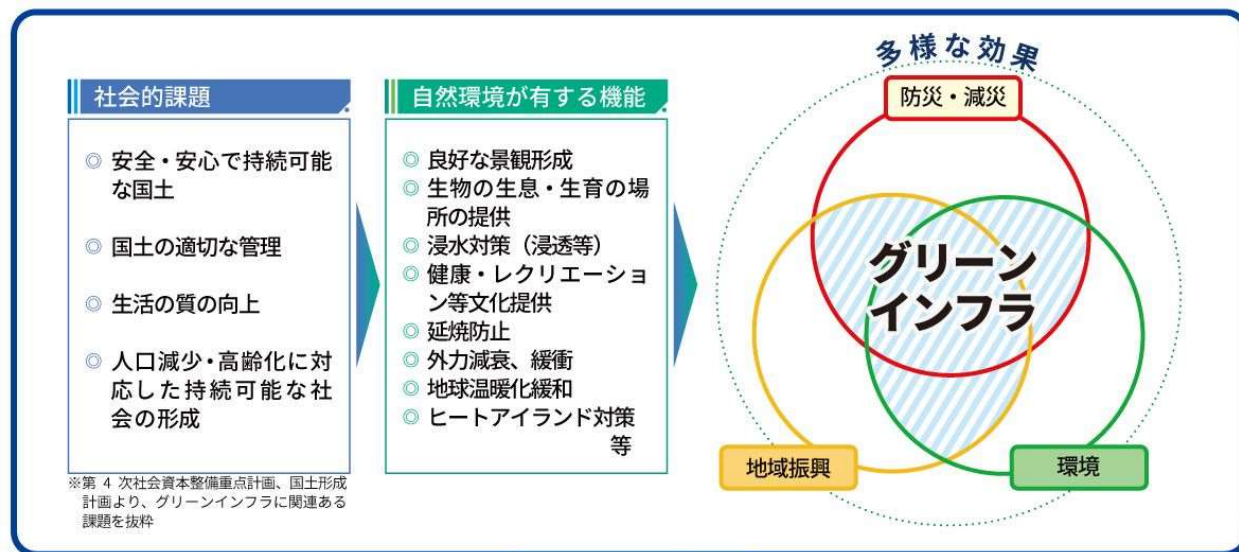 社会的課題
◎ 安全・安心で持続可能
な国土
◎ 国土の適切な管理
◎ 生活の質の向上
◎ 人口減少・高齢化に対
応した持続可能な社
会の形成
※第 4 次社会資本整備重点計画、国土形成
計画より、グリーンインフラに関連ある
課題を抜粋
自然環境が有する機能
◎ 良好な景観形成
◎ 生物の生息・生育の場
所の提供
◎ 浸水対策（浸透等）
◎ 健康・レクリエーショ
ン等文化提供
◎ 延焼防止
◎ 外力減衰、緩衝
◎ 地球温暖化緩和
◎ ヒートアイランド対策
等
多様な効果
防災・減災
グリーン
インフラ
地域振興
環境